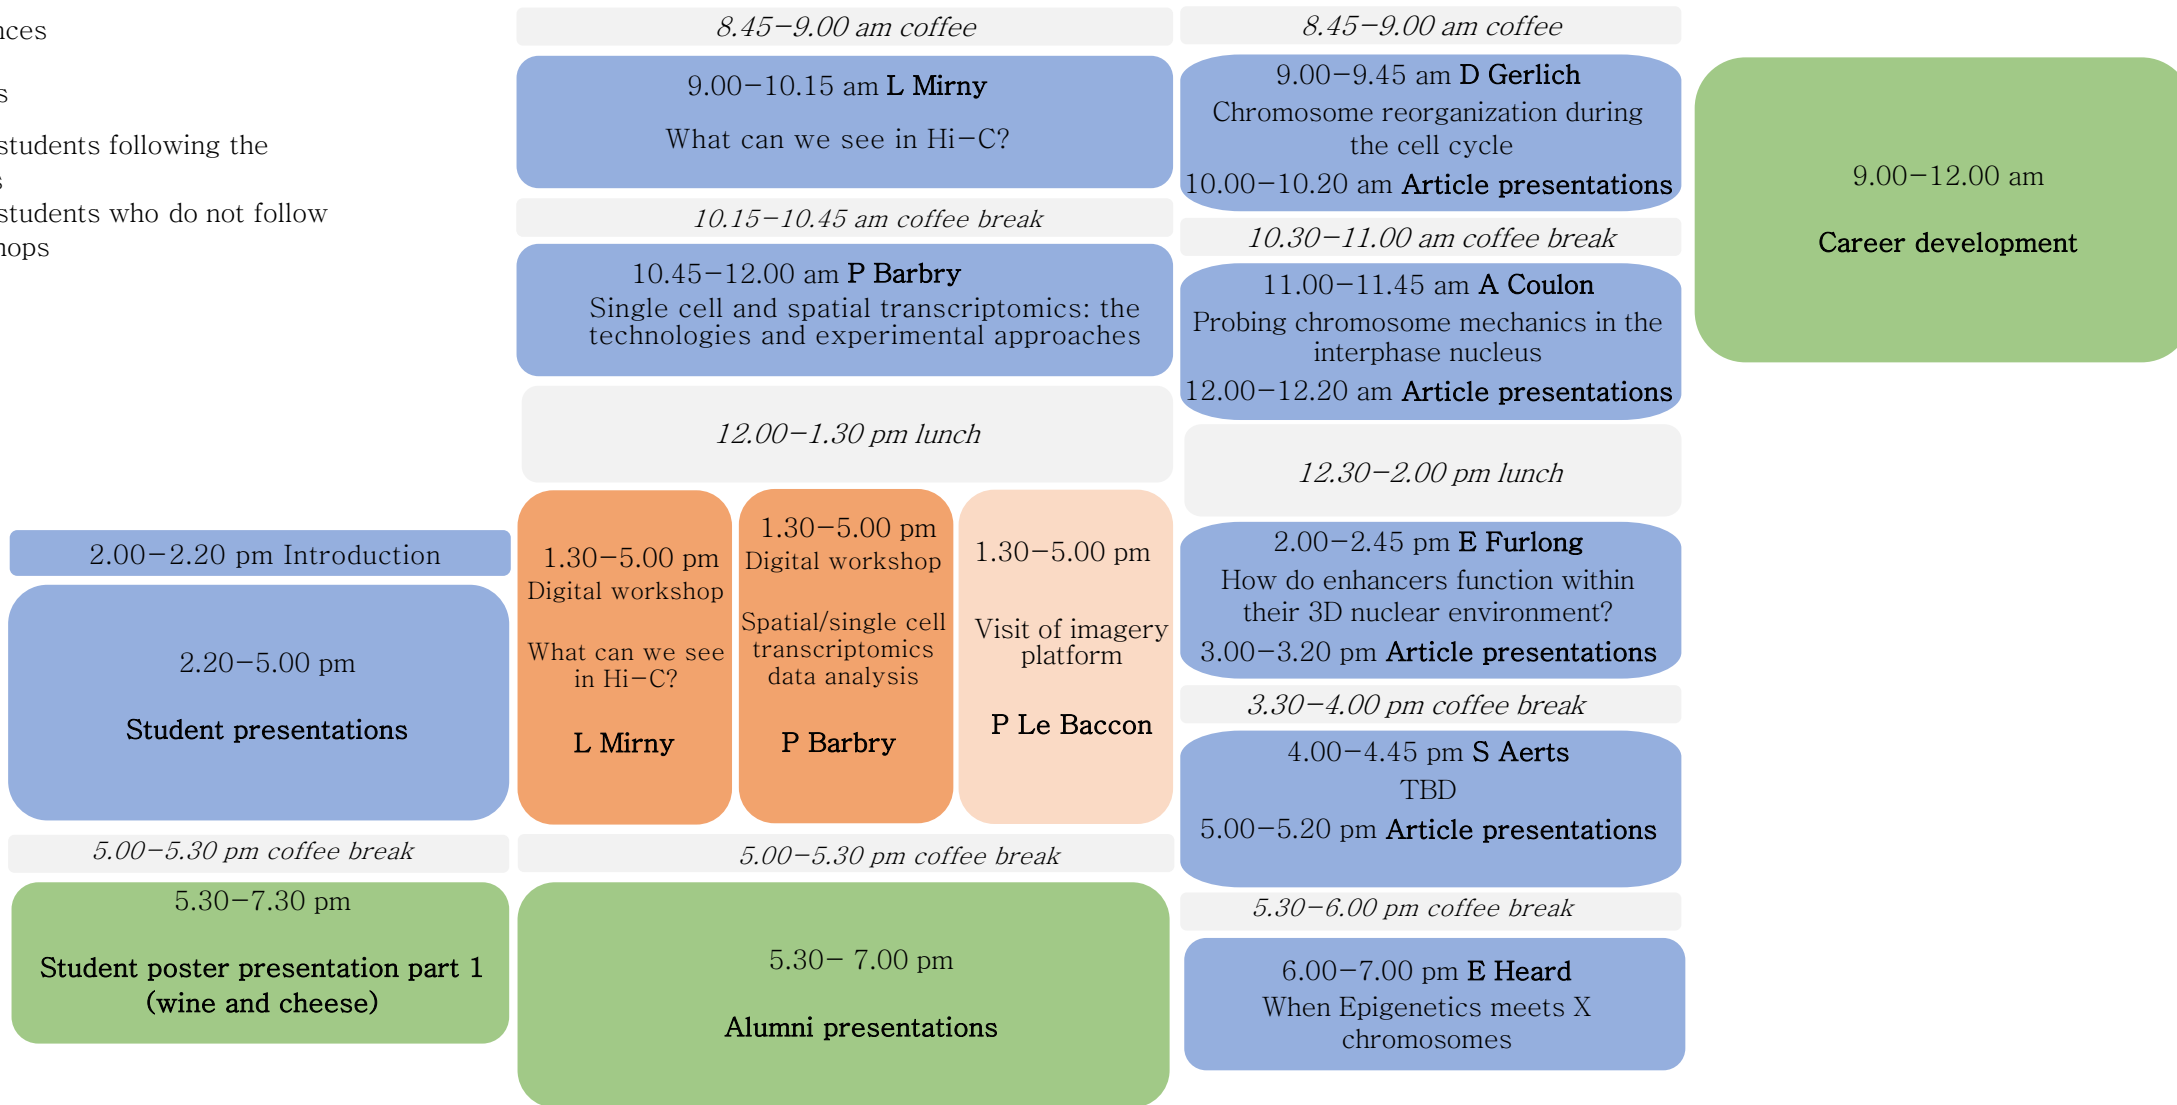 students following the
students who do not follow
2.00-2.20 pm Introduction
2.20-5.00 pm
Student presentations
5.00-5.30 pm coffee break
5.30-7.30 pm
Student poster presentation part 1
(wine and cheese)
8.45-9.00 am coffee
9.00-10.15 am L Mirny
What can we see in Hi-C?
10.15-10.45 am coffee break
10.45-12.00 am P Barbry
Single cell and spatial transcriptomics: the
technologies and experimental approaches
12.00-1.30 pm lunch
1.30-5.00 pm
Digital workshop
What can we see
in Hi-C?
L Mirny
1.30-5.00 pm
Digital workshop
Spatial/single cell
transcriptomics
data analysis
P Barbry
1.30-5.00 pm
Visit of imagery
platform
P Le Baccon
5.00-5.30 pm coffee break
5.30- 7.00 pm
Alumni presentations
8.45-9.00 am coffee
9.00-9.45 am D Gerlich
Chromosome reorganization during
the cell cycle
10.00-10.20 am Article presentations
10.30-11.00 am coffee break
11.00-11.45 am A Coulon
Probing chromosome mechanics in the
interphase nucleus
12.00-12.20 am Article presentations
12.30-2.00 pm lunch
2.00-2.45 pm E Furlong
How do enhancers function within
their 3D nuclear environment?
3.00-3.20 pm Article presentations
3.30-4.00 pm coffee break
4.00-4.45 pm S Aerts
TBD
5.00-5.20 pm Article presentations
5.30-6.00 pm coffee break
6.00-7.00 pm E Heard
When Epigenetics meets X
chromosomes
9.00-12.00 am
Career development